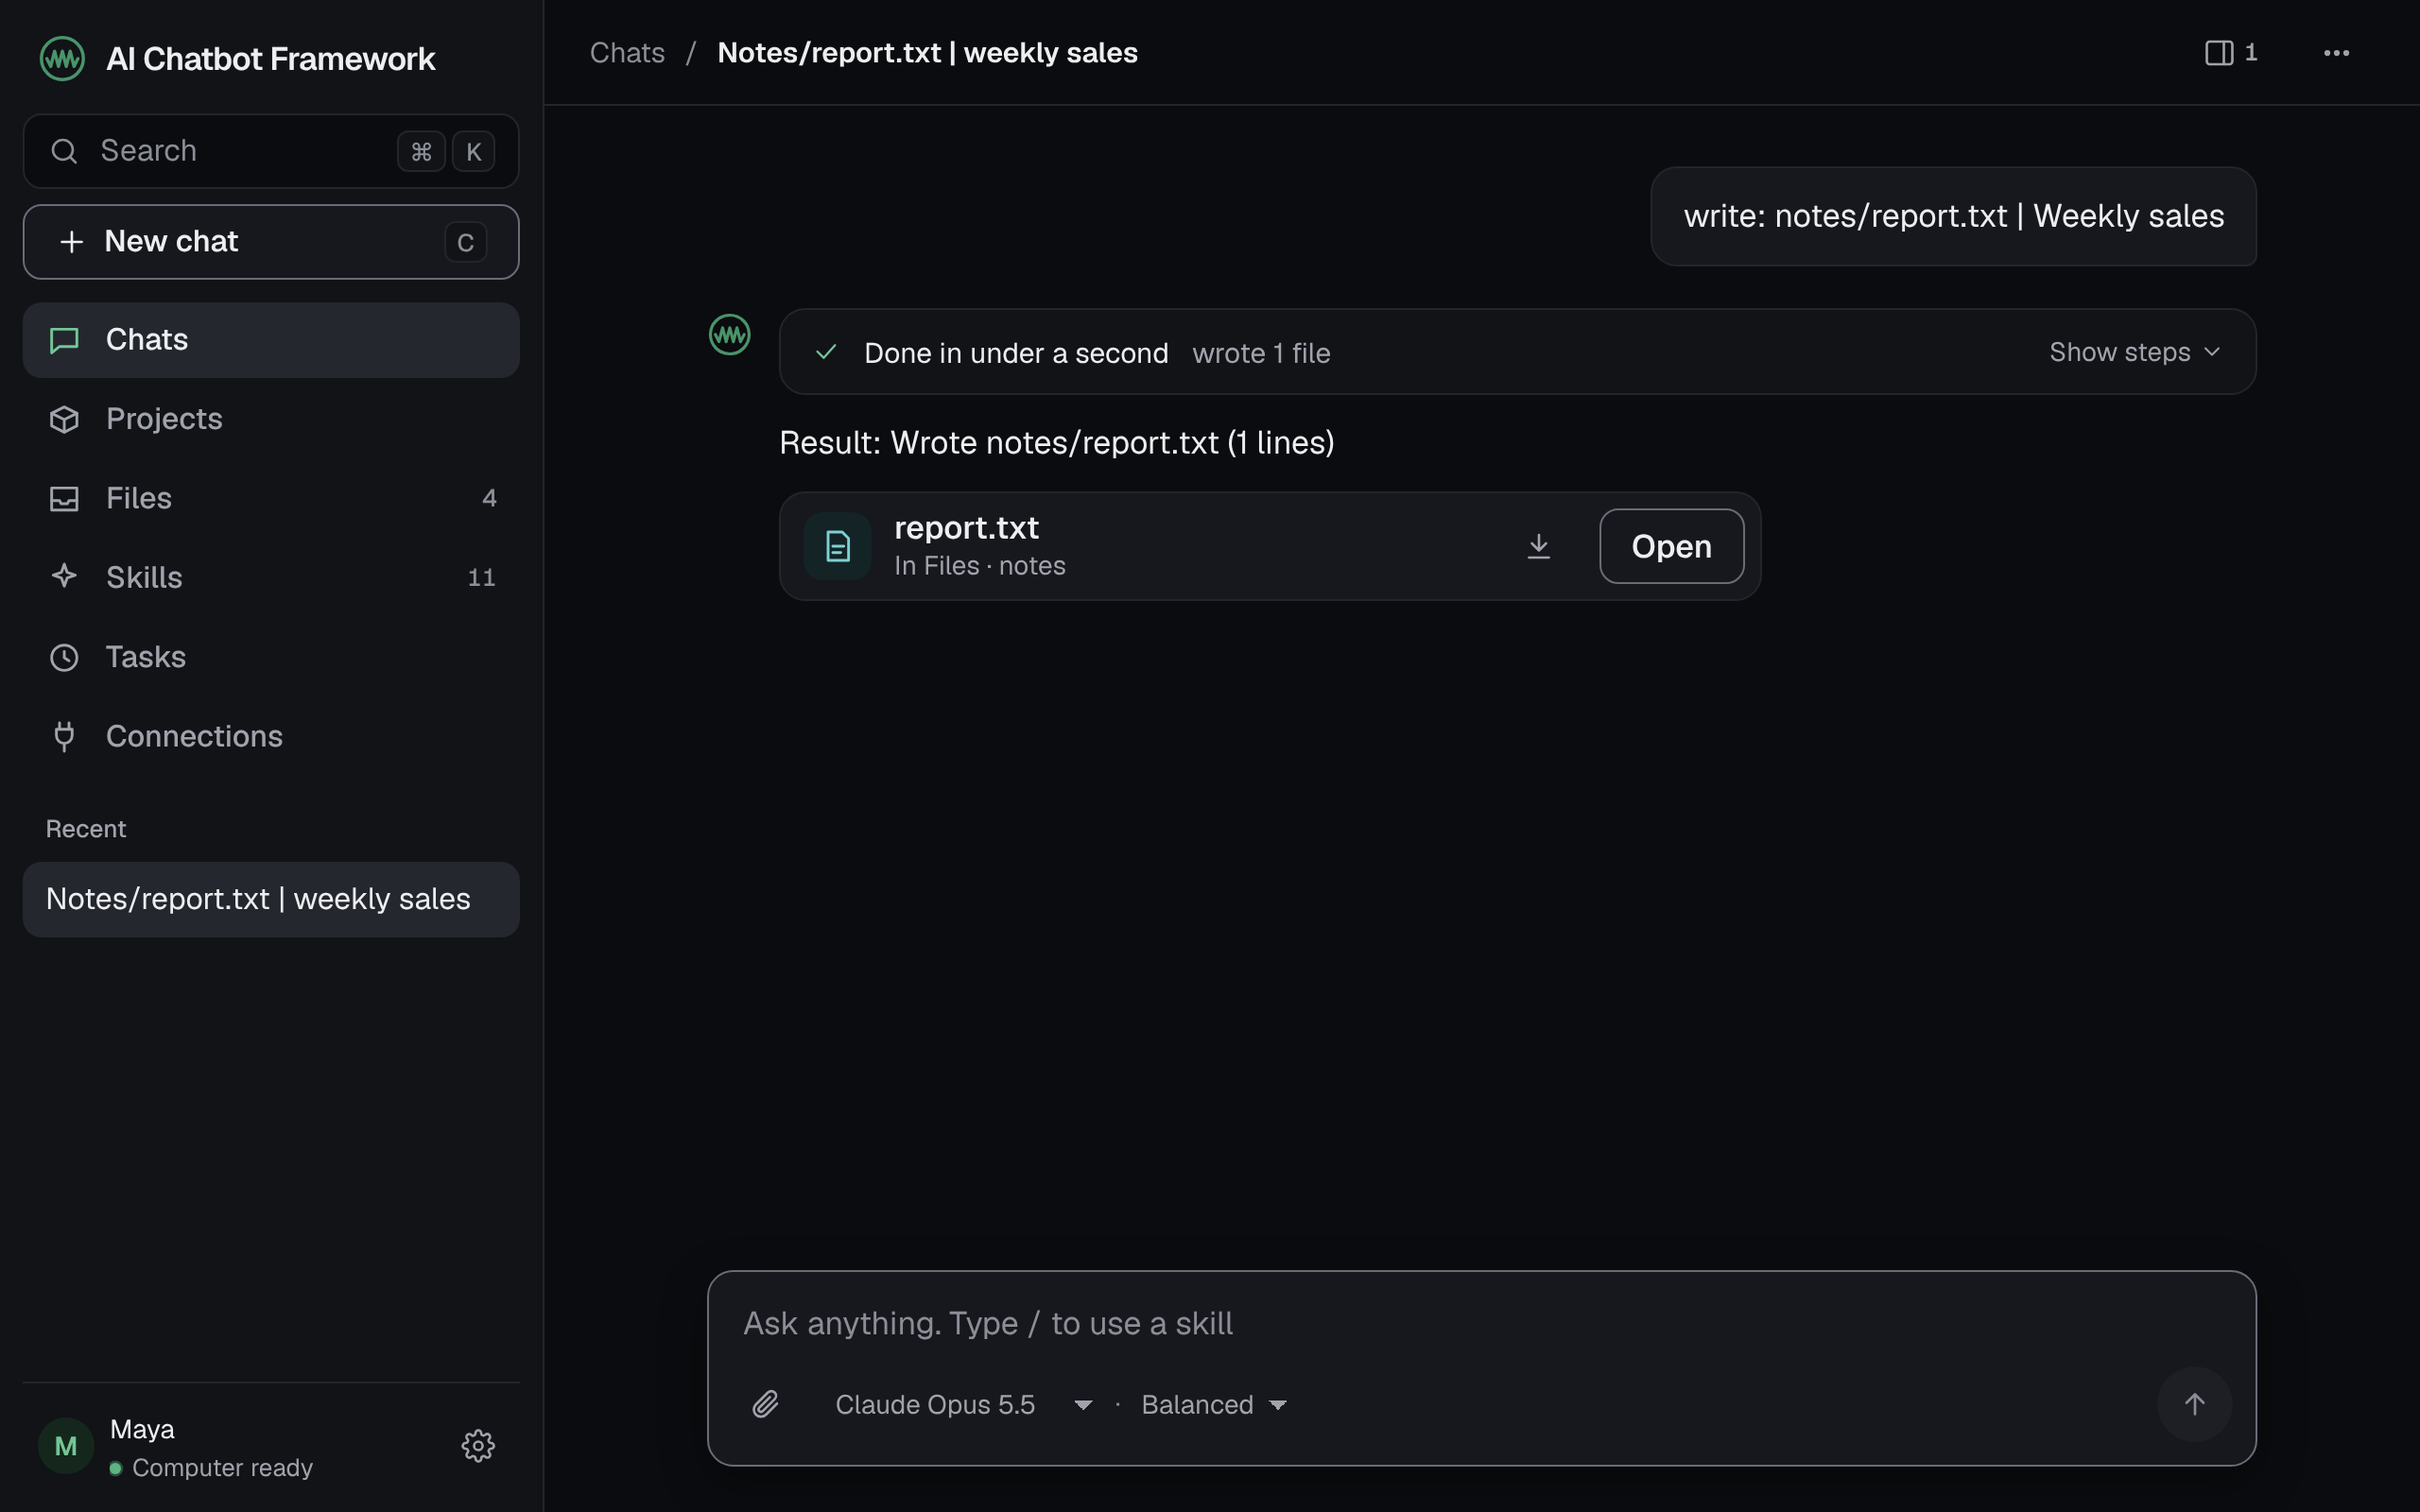 AI Chatbot Framework
Search
⌘ K
New chat
C
Chats
Projects
Files
4
Skills
11
Tasks
Connections
Recent
Notes/report.txt | weekly sales
M
Maya
Computer ready
Chats / Notes/report.txt | weekly sales
1
write: notes/report.txt | Weekly sales
Done in under a second wrote 1 file
Show steps
Result: Wrote notes/report.txt (1 lines)
report.txt
In Files · notes
Open
Ask anything. Type / to use a skill
Claude Opus 5.5 · Balanced